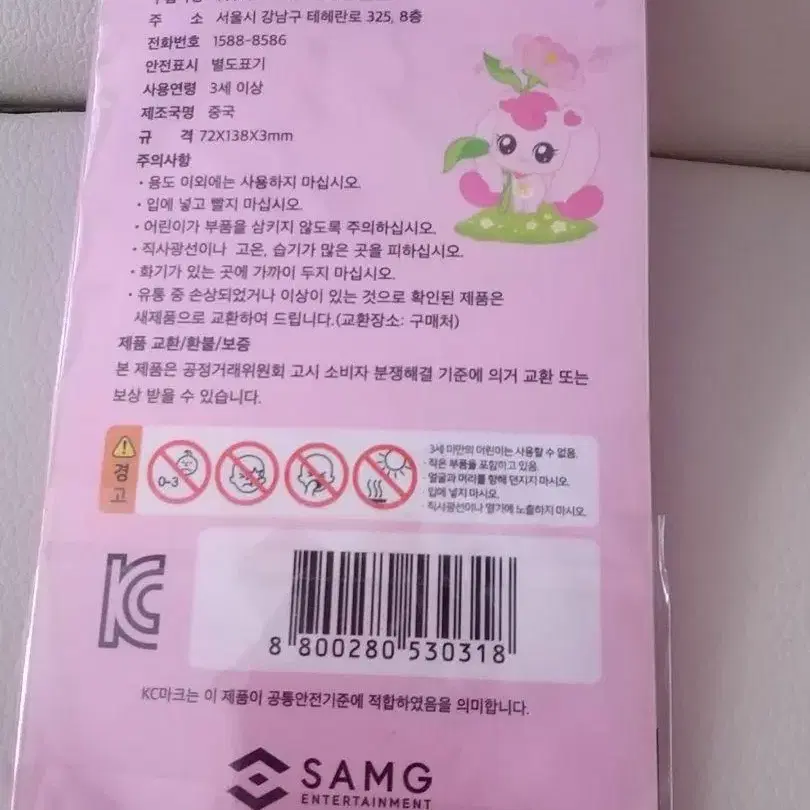 주 소 서울시 강남구 테헤란로 325, 8층
전화번호 1588-8586
안전표시 별도표기
사용연령 3세 이상
제조국명 중국
규 격 72X138X3mm
주의사항
· 용도 이외에는 사용하지 마십시오.
· 입에 넣고 빨지 마십시오.
· 어린이가 부품을 삼키지 않도록 주의하십시오.
· 직사광선이나 고온, 습기가 많은 곳을 피하십시오.
· 화기가 있는 곳에 가까이 두지 마십시오.
· 유통 중 손상되었거나 이상이 있는 것으로 확인된 제품은
새제품으로 교환하여 드립니다.(교환장소: 구매처)
제품 교환/환불/보증
본 제품은 공정거래위원회 고시 소비자 분쟁해결 기준에 의거 교환 또는
보상 받을 수 있습니다.
경고
0-3
3세 미만의 어린이는 사용할 수 없음.
· 작은 부품을 포함하고 있음.
· 얼굴과 머리를 향해 던지지 마시오.
· 입에 넣지 마시오.
· 직사광선이나 열기에 노출하지 마시오.
KC
8 800280 530318
KC마크는 이 제품이 공통안전기준에 적합하였음을 의미합니다.
SAMG
ENTERTAINMENT